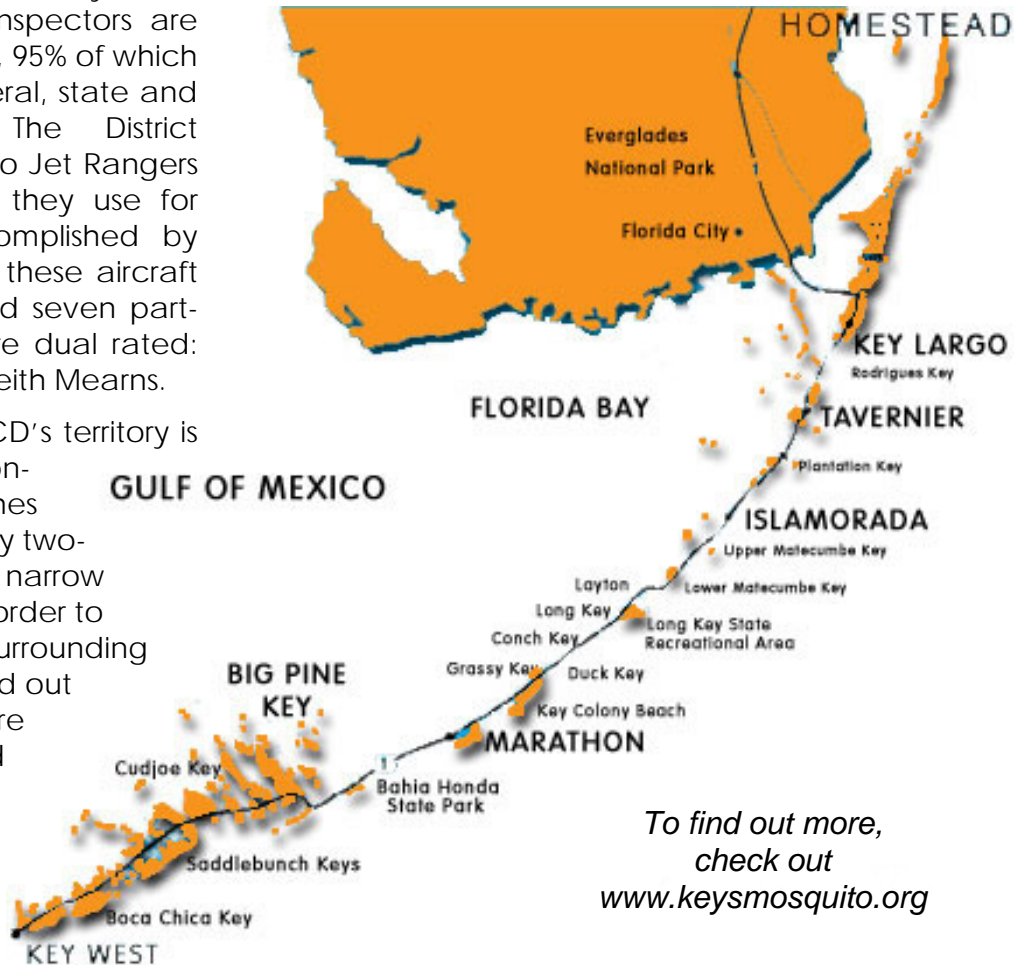 nspectors are
, 95% of which
eral, state and
The District
o Jet Rangers
they use for
omplished by
these aircraft
d seven part-
re dual rated:
eith Mearns.
CD's territory is
on-
nes
y two-
narrow
order to
urrounding
d out
re
d
HOMESTEAD
Everglades
National Park
1
Florida City
KEY LARGO
Rodrigues Key
FLORIDA BAY
TAVERNIER
Plantation Key
GULF OF MEXICO
ISLAMORADA
Upper Matecumbe Key
Layton
Lower Matecumbe Key
Long Key
Long Key State
Recreational Area
Conch Key
Grassy Key
Duck Key
BIG PINE
KEY
Key Colony Beach
MARATHON
1
Cudjoe Key
Bahia Honda
State Park
Saddlebunch Keys
Boca Chica Key
KEY WEST
To find out more,
check out
www.keysmosquito.org